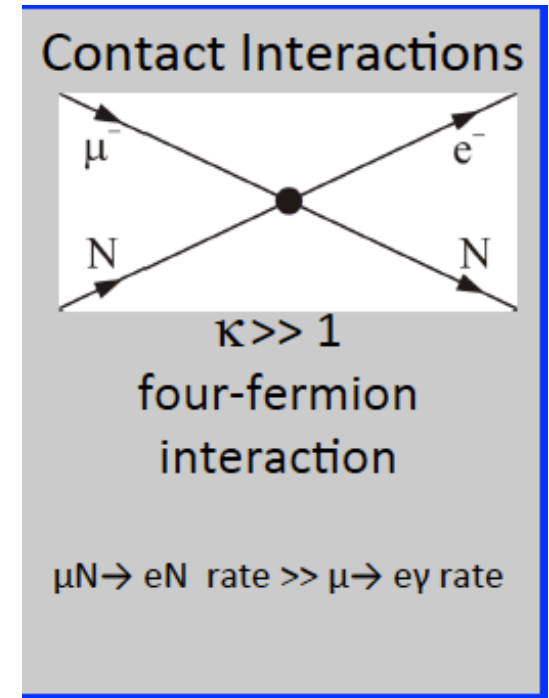 Contact Interactions
μ⁻ e⁻
N N
κ>> 1
four-fermion
interaction
μN→ eN rate >> μ→ eγ rate